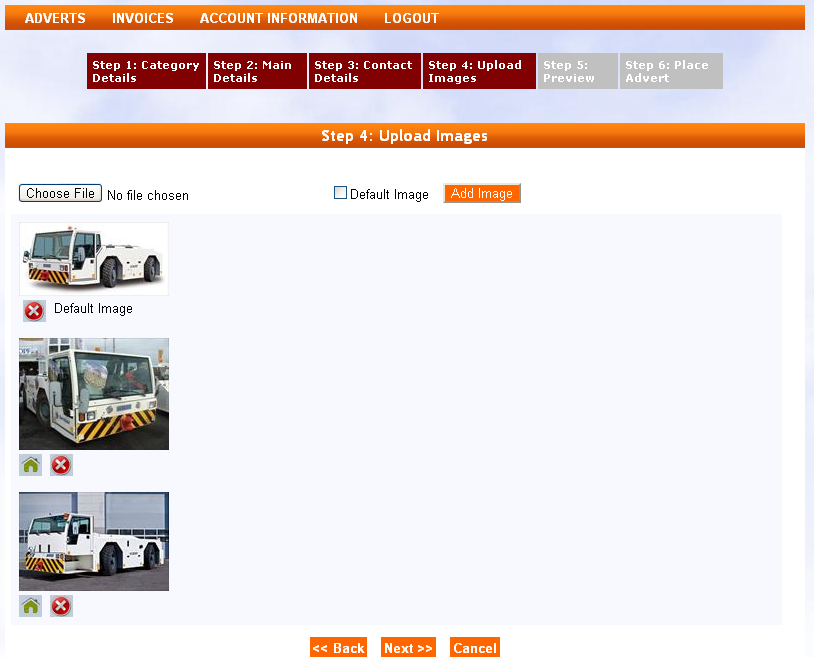 ADVERTS INVOICES ACCOUNT INFORMATION LOGOUT
Step 1: Category Details
Step 2: Main Details
Step 3: Contact Details
Step 4: Upload Images
Step 5: Preview
Step 6: Place Advert
Step 4: Upload Images
Choose File No file chosen Default Image Add Image
Default Image
<< Back Next >> Cancel